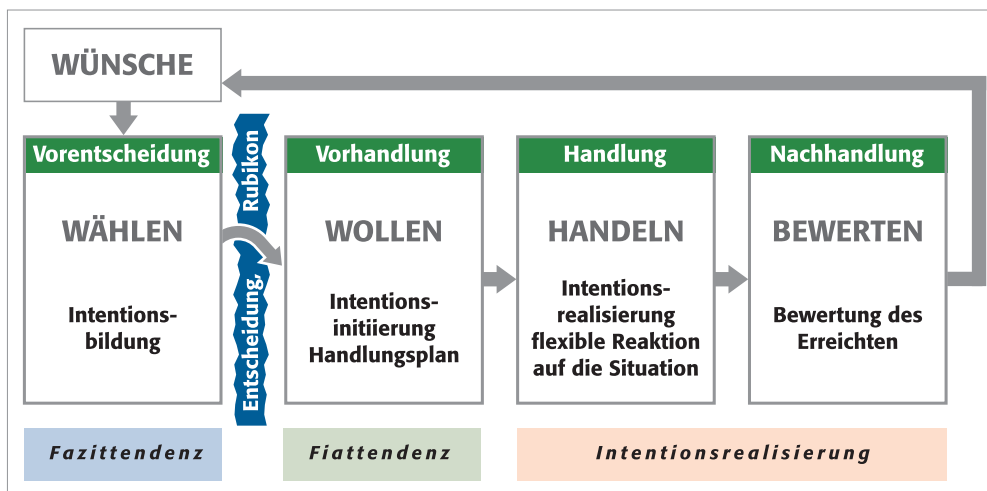 WÜNSCHE
Vorentscheidung
WÄHLEN
Intentions-
bildung
Entscheidung, Rubikon
Vorhandlung
WOLLEN
Intentions-
initiierung
Handlungsplan
Handlung
HANDELN
Intentions-
realisierung
flexible Reaktion
auf die Situation
Nachhandlung
BEWERTEN
Bewertung des
Erreichten
Fazittendenz
Fiattendenz
Intentionsrealisierung